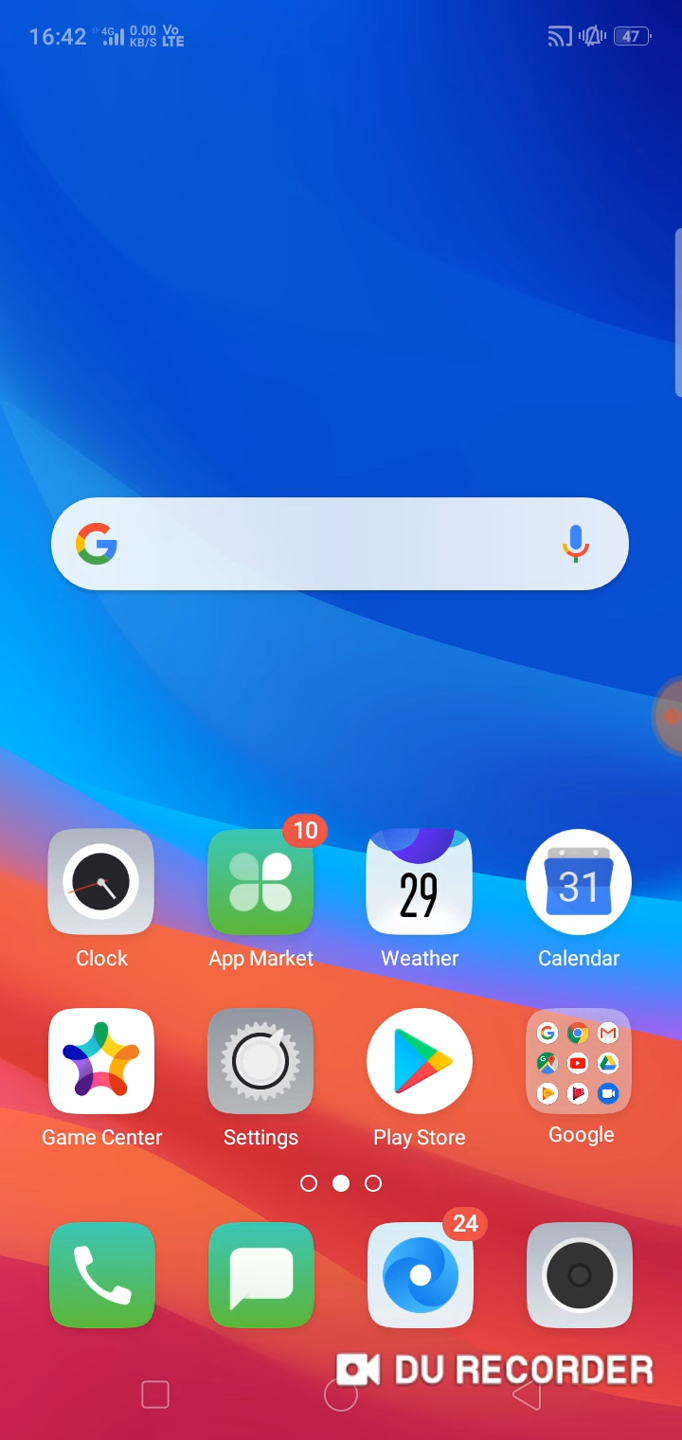 16:42 4G 0.00 KB/S Vo LTE 47
10
29
31
Clock App Market Weather Calendar
Game Center Settings Play Store Google
24
DU RECORDER